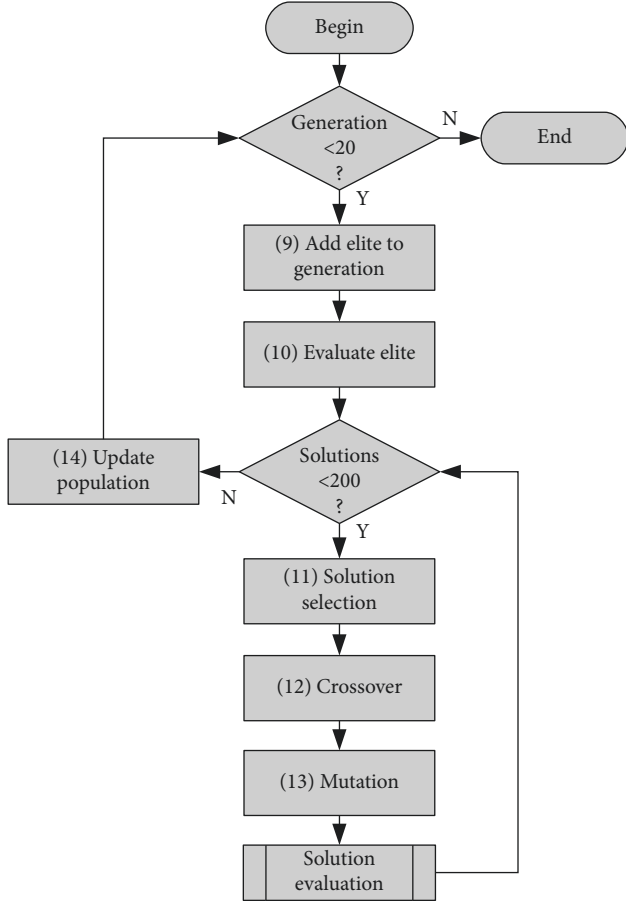 Begin
Generation
<20
?
N
End
Y
(9) Add elite to
generation
(10) Evaluate elite
Solutions
<200
?
N
(14) Update
population
Y
(11) Solution
selection
(12) Crossover
(13) Mutation
Solution
evaluation